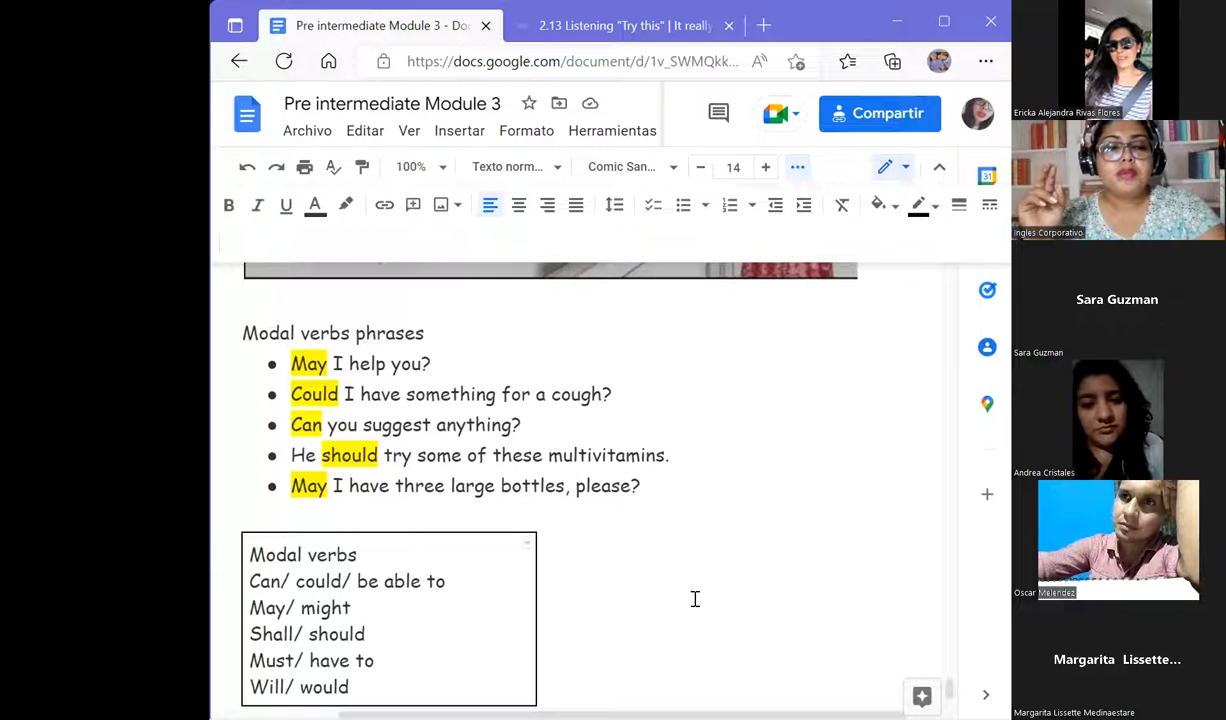 Pre intermediate Module 3 - Doc
2.13 Listening "Try this" | It really
https://docs.google.com/document/d/1v_SWMQkk...
Pre intermediate Module 3
Compartir
Archivo Editar Ver Insertar Formato Herramientas
100% Texto norm... Comic San... 14
B I U A
31
Modal verbs phrases
May I help you?
Could I have something for a cough?
Can you suggest anything?
He should try some of these multivitamins.
May I have three large bottles, please?
Modal verbs
Can/ could/ be able to
May/ might
Shall/ should
Must/ have to
Will/ would
Ericka Alejandra Rivas Flores
Ingles Corporativo
Sara Guzman
Sara Guzman
Andrea Cristales
Oscar Melendez
Margarita Lissette...
Margarita Lissette Medinaestare